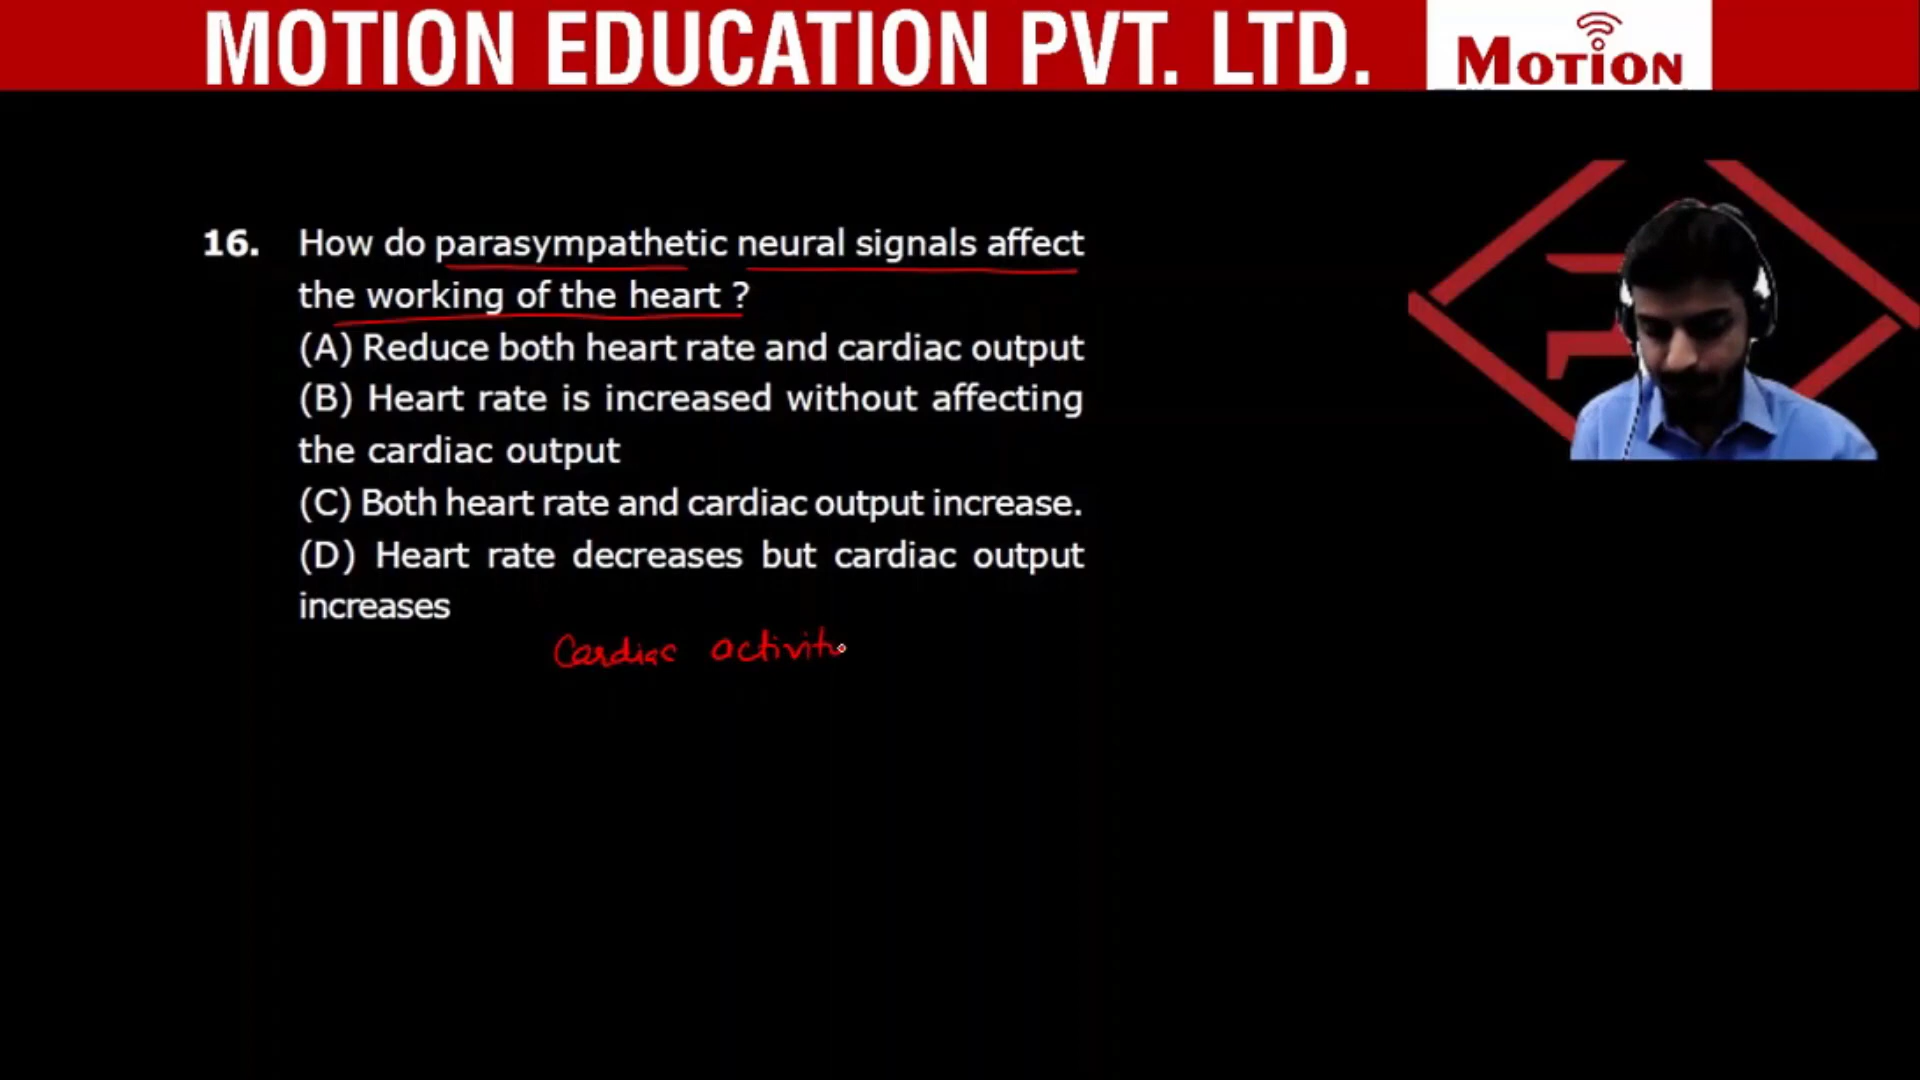 MOTION EDUCATION PVT. LTD.
MOTION
16. How do parasympathetic neural signals affect
the working of the heart ?
(A) Reduce both heart rate and cardiac output
(B) Heart rate is increased without affecting
the cardiac output
(C) Both heart rate and cardiac output increase.
(D) Heart rate decreases but cardiac output
increases
Cardiac activit